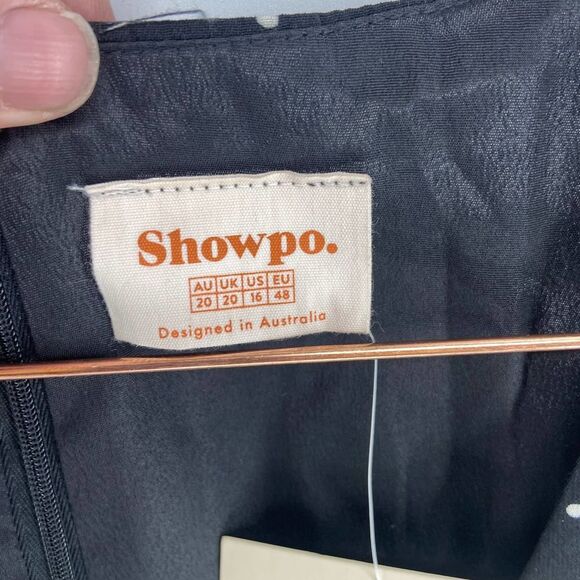 Showpo.
AU UK US EU
20 20 16 48
Designed in Australia